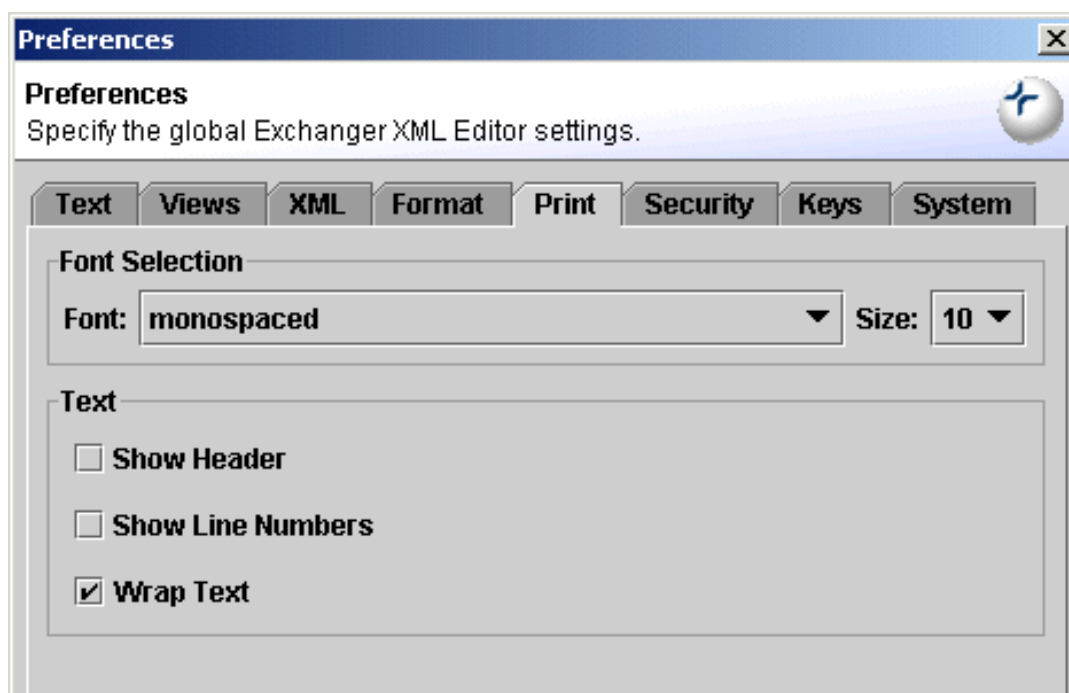 Preferences
Preferences
Specify the global Exchanger XML Editor settings.
Text Views XML Format Print Security Keys System
Font Selection
Font: monospaced Size: 10
Text
Show Header
Show Line Numbers
Wrap Text